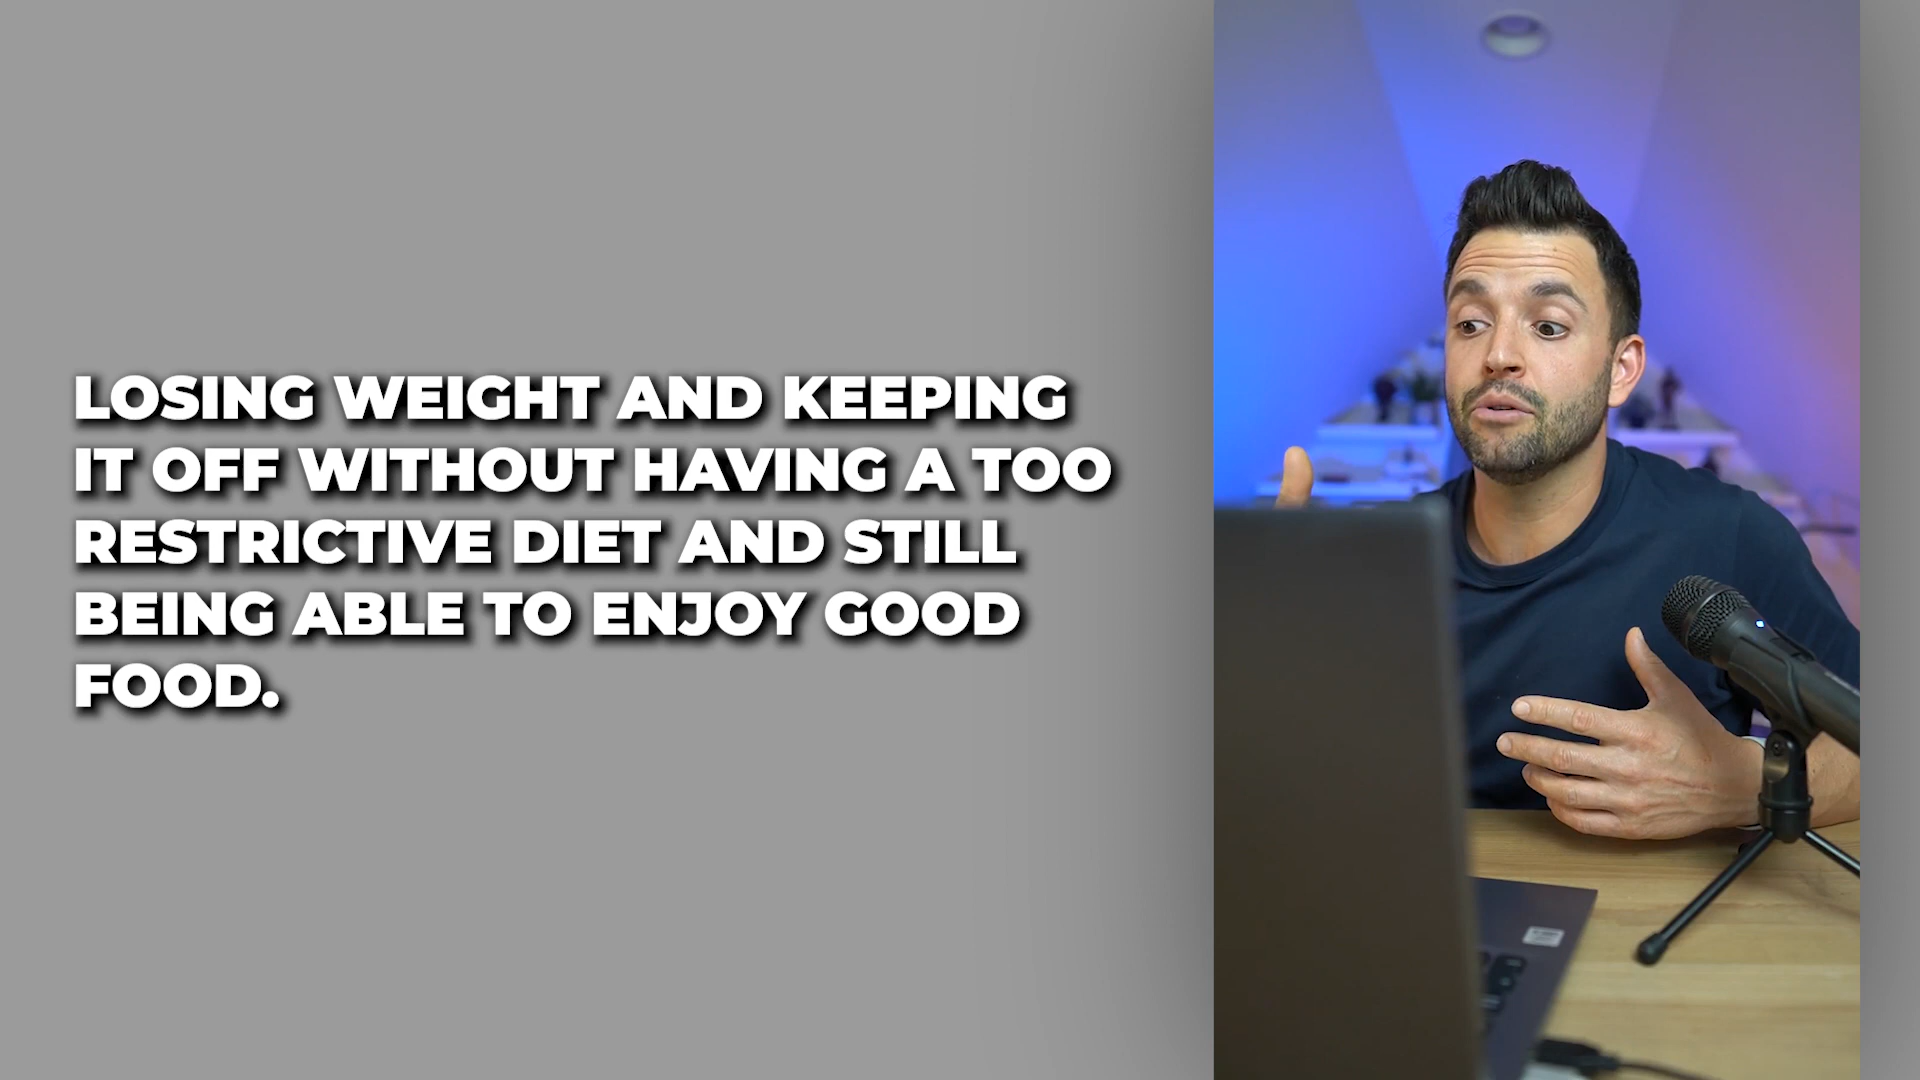 LOSING WEIGHT AND KEEPING
IT OFF WITHOUT HAVING A TOO
RESTRICTIVE DIET AND STILL
BEING ABLE TO ENJOY GOOD
FOOD.